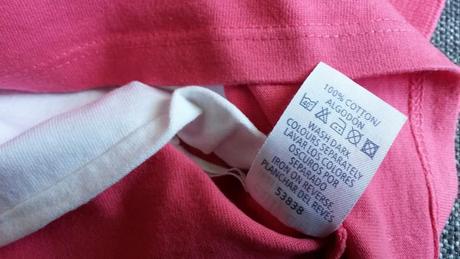 100% COTTON/
ALGODON
WASH DARK
COLOURS SEPARATELY
LAVAR LOS COLORES
OSCUROS POR
SEPARADO
IRON ON REVERSE
PLANCHAR DEL REVES
53838